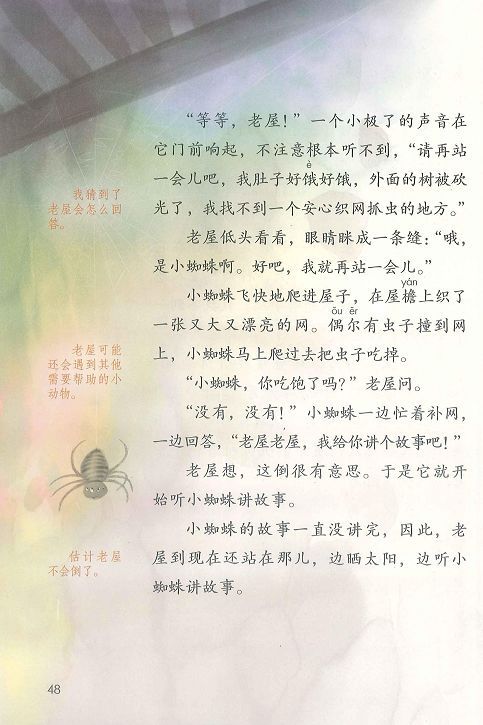 “等等，老屋！”一个小极了的声音在
它门前响起，不注意根本听不到，“请再站
è
一会儿吧，我肚子好饿好饿，外面的树被砍
光了，我找不到一个安心织网抓虫的地方。”
老屋低头看看，眼睛眯成一条缝：“哦，
是小蜘蛛啊。好吧，我就再站一会儿。”
yán
小蜘蛛飞快地爬进屋子，在屋檐上织了
ǒu ěr
一张又大又漂亮的网。偶尔有虫子撞到网
上，小蜘蛛马上爬过去把虫子吃掉。
“小蜘蛛，你吃饱了吗？”老屋问。
“没有，没有！”小蜘蛛一边忙着补网，
一边回答，“老屋老屋，我给你讲个故事吧！”
老屋想，这倒很有意思。于是它就开
始听小蜘蛛讲故事。
小蜘蛛的故事一直没讲完，因此，老
屋到现在还站在那儿，边晒太阳，边听小
蜘蛛讲故事。
我猜到了
老屋会怎么回
答。
老屋可能
还会遇到其他
需要帮助的小
动物。
估计老屋
不会倒了。
48